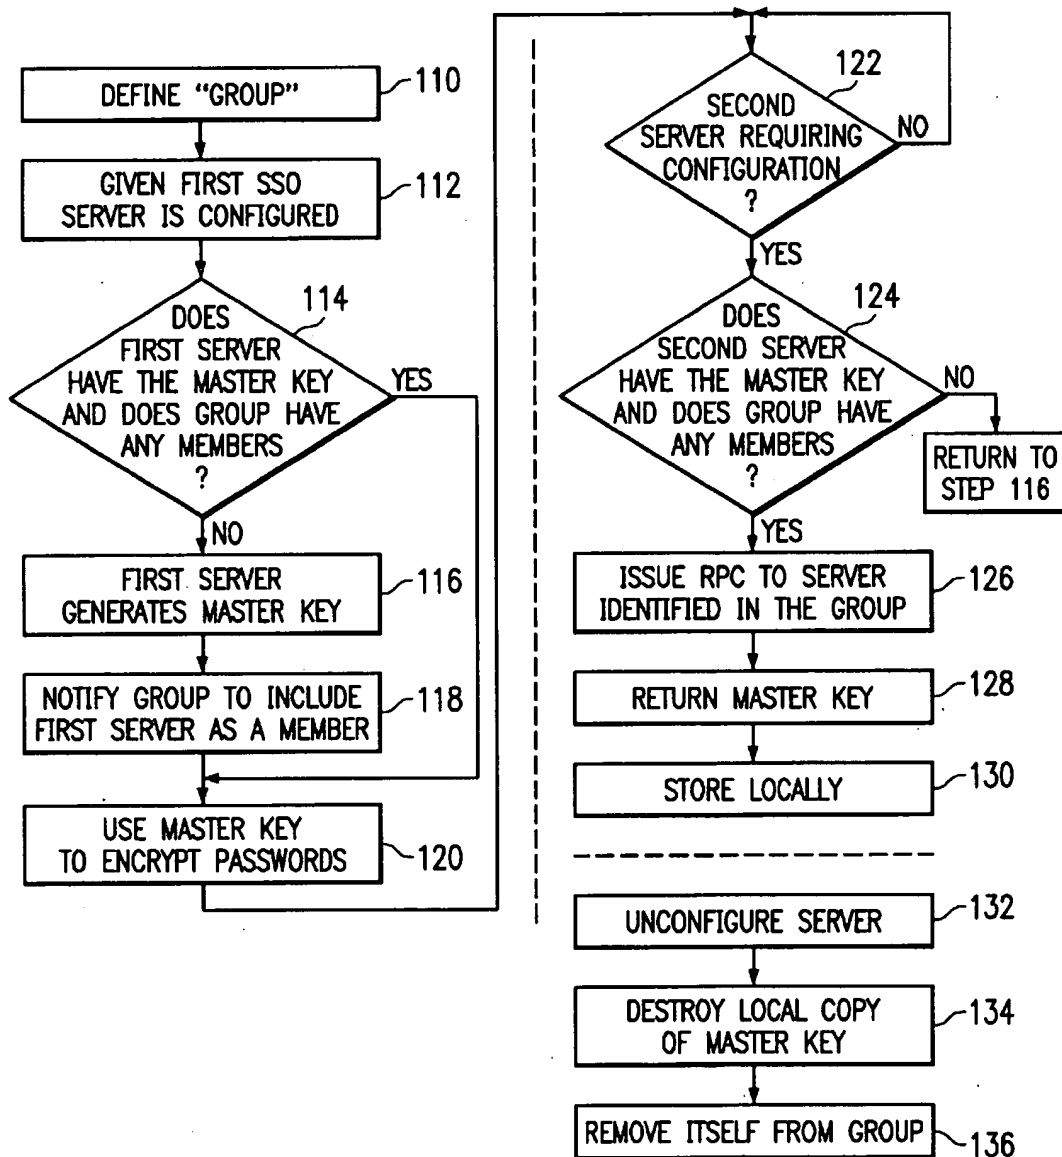 DEFINE "GROUP"
110
GIVEN FIRST SSO
SERVER IS CONFIGURED
112
DOES
FIRST SERVER
HAVE THE MASTER KEY
AND DOES GROUP HAVE
ANY MEMBERS
?
114
YES
NO
FIRST SERVER
GENERATES MASTER KEY
116
NOTIFY GROUP TO INCLUDE
FIRST SERVER AS A MEMBER
118
USE MASTER KEY
TO ENCRYPT PASSWORDS
120
SECOND
SERVER REQUIRING
CONFIGURATION
?
122
NO
YES
DOES
SECOND SERVER
HAVE THE MASTER KEY
AND DOES GROUP HAVE
ANY MEMBERS
?
124
NO
RETURN TO
STEP 116
YES
ISSUE RPC TO SERVER
IDENTIFIED IN THE GROUP
126
RETURN MASTER KEY
128
STORE LOCALLY
130
UNCONFIGURE SERVER
132
DESTROY LOCAL COPY
OF MASTER KEY
134
REMOVE ITSELF FROM GROUP
136